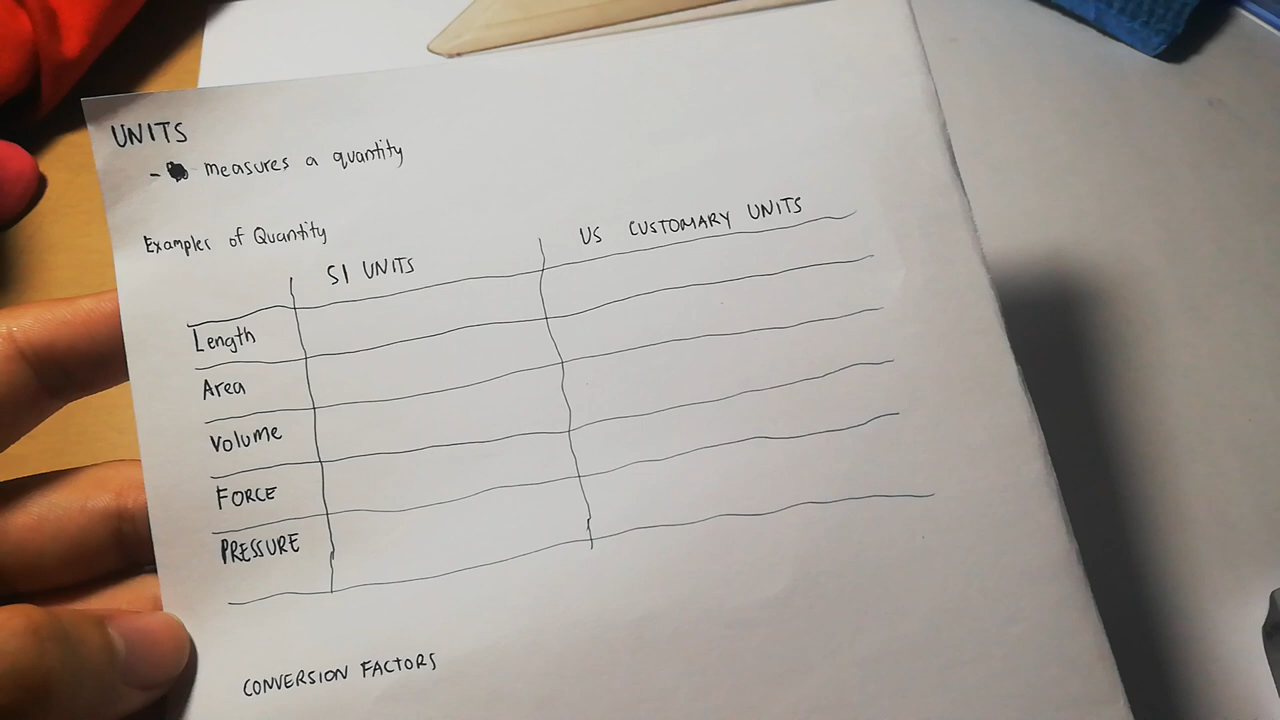 UNITS
- measures a quantity
Examples of Quantity
SI UNITS
US CUSTOMARY UNITS
Length
Area
Volume
FORCE
PRESSURE
CONVERSION FACTORS